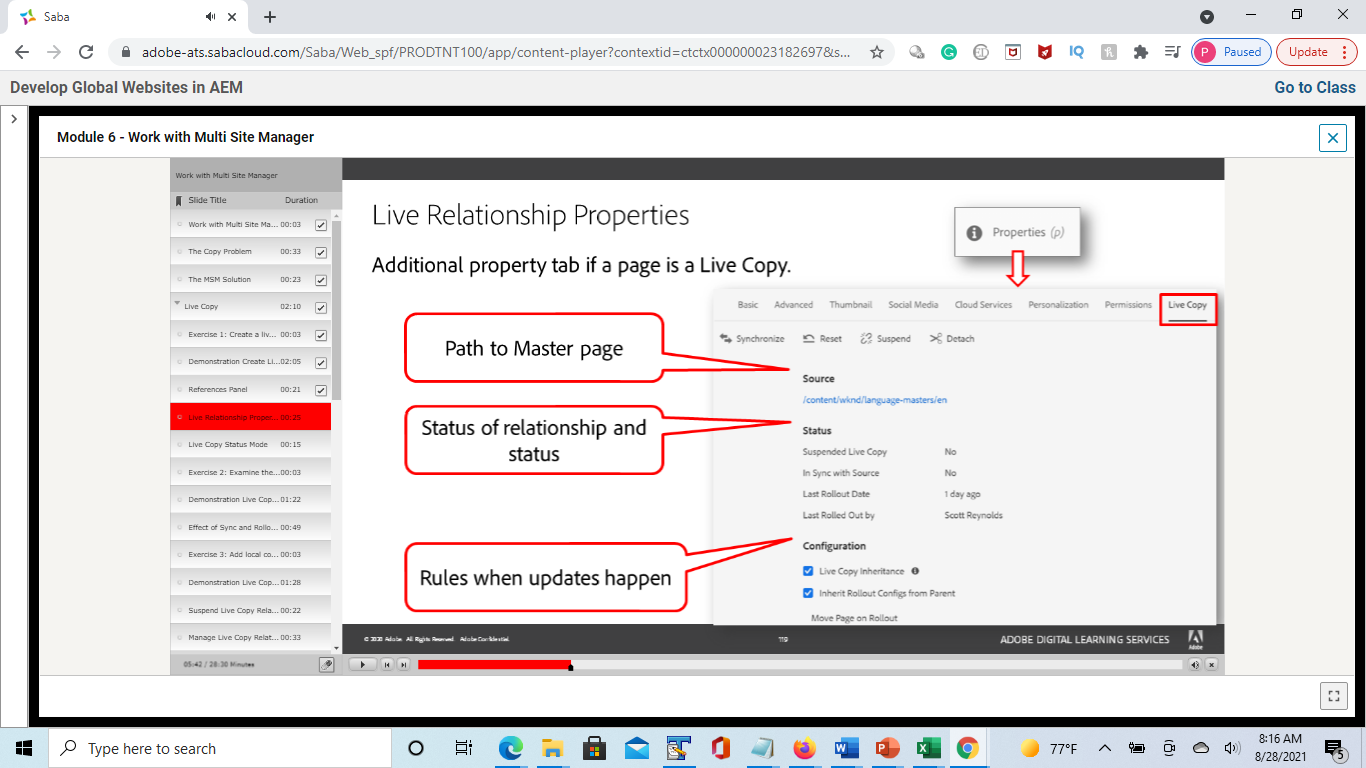 Saba
adobe-ats.sabacloud.com/Saba/Web_spf/PRODTNT100/app/content-player?contextid=ctctx000000023182697&s...
P Paused
Update
Develop Global Websites in AEM
Go to Class
Module 6 - Work with Multi Site Manager
Work with Multi Site Manager
Slide Title Duration
Work with Multi Site Ma... 00:03
The Copy Problem 00:33
The MSM Solution 00:23
Live Copy 02:10
Exercise 1: Create a liv... 00:03
Demonstration Create Li... 02:05
References Panel 00:21
Live Relationship Proper... 00:25
Live Copy Status Mode 00:15
Exercise 2: Examine the... 00:03
Demonstration Live Cop... 01:22
Effect of Sync and Rollo... 00:49
Exercise 3: Add local co... 00:03
Demonstration Live Cop... 01:28
Suspend Live Copy Rela... 00:22
Manage Live Copy Relat... 00:33
05:42 / 28:30 Minutes
Live Relationship Properties
Additional property tab if a page is a Live Copy.
Properties (p)
Path to Master page
Status of relationship and
status
Rules when updates happen
Basic Advanced Thumbnail Social Media Cloud Services Personalization Permissions Live Copy
Synchronize Reset Suspend Detach
Source
/content/wknd/language-masters/en
Status
Suspended Live Copy No
In Sync with Source No
Last Rollout Date 1 day ago
Last Rolled Out by Scott Reynolds
Configuration
Live Copy Inheritance
Inherit Rollout Configs from Parent
Move Page on Rollout
© 2020 Adobe. All Rights Reserved. Adobe Confidential.
119
ADOBE DIGITAL LEARNING SERVICES
Adobe
Type here to search
77°F
8:16 AM
8/28/2021
5